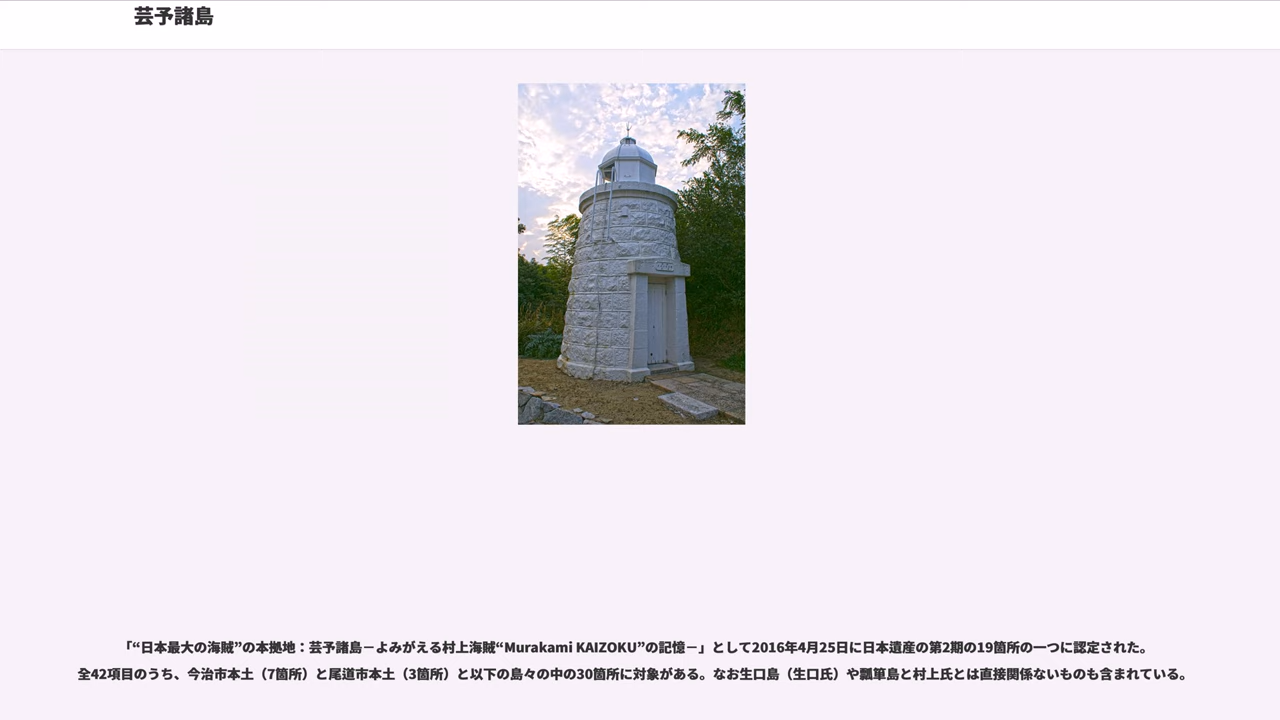 芸予諸島
「“日本最大の海賊”の本拠地：芸予諸島－よみがえる村上海賊“Murakami KAIZOKU”の記憶－」として2016年4月25日に日本遺産の第2期の19箇所の一つに認定された。
全42項目のうち、今治市本土（7箇所）と尾道市本土（3箇所）と以下の島々の中の30箇所に対象がある。なお生口島（生口氏）や瓢箪島と村上氏とは直接関係ないものも含まれている。